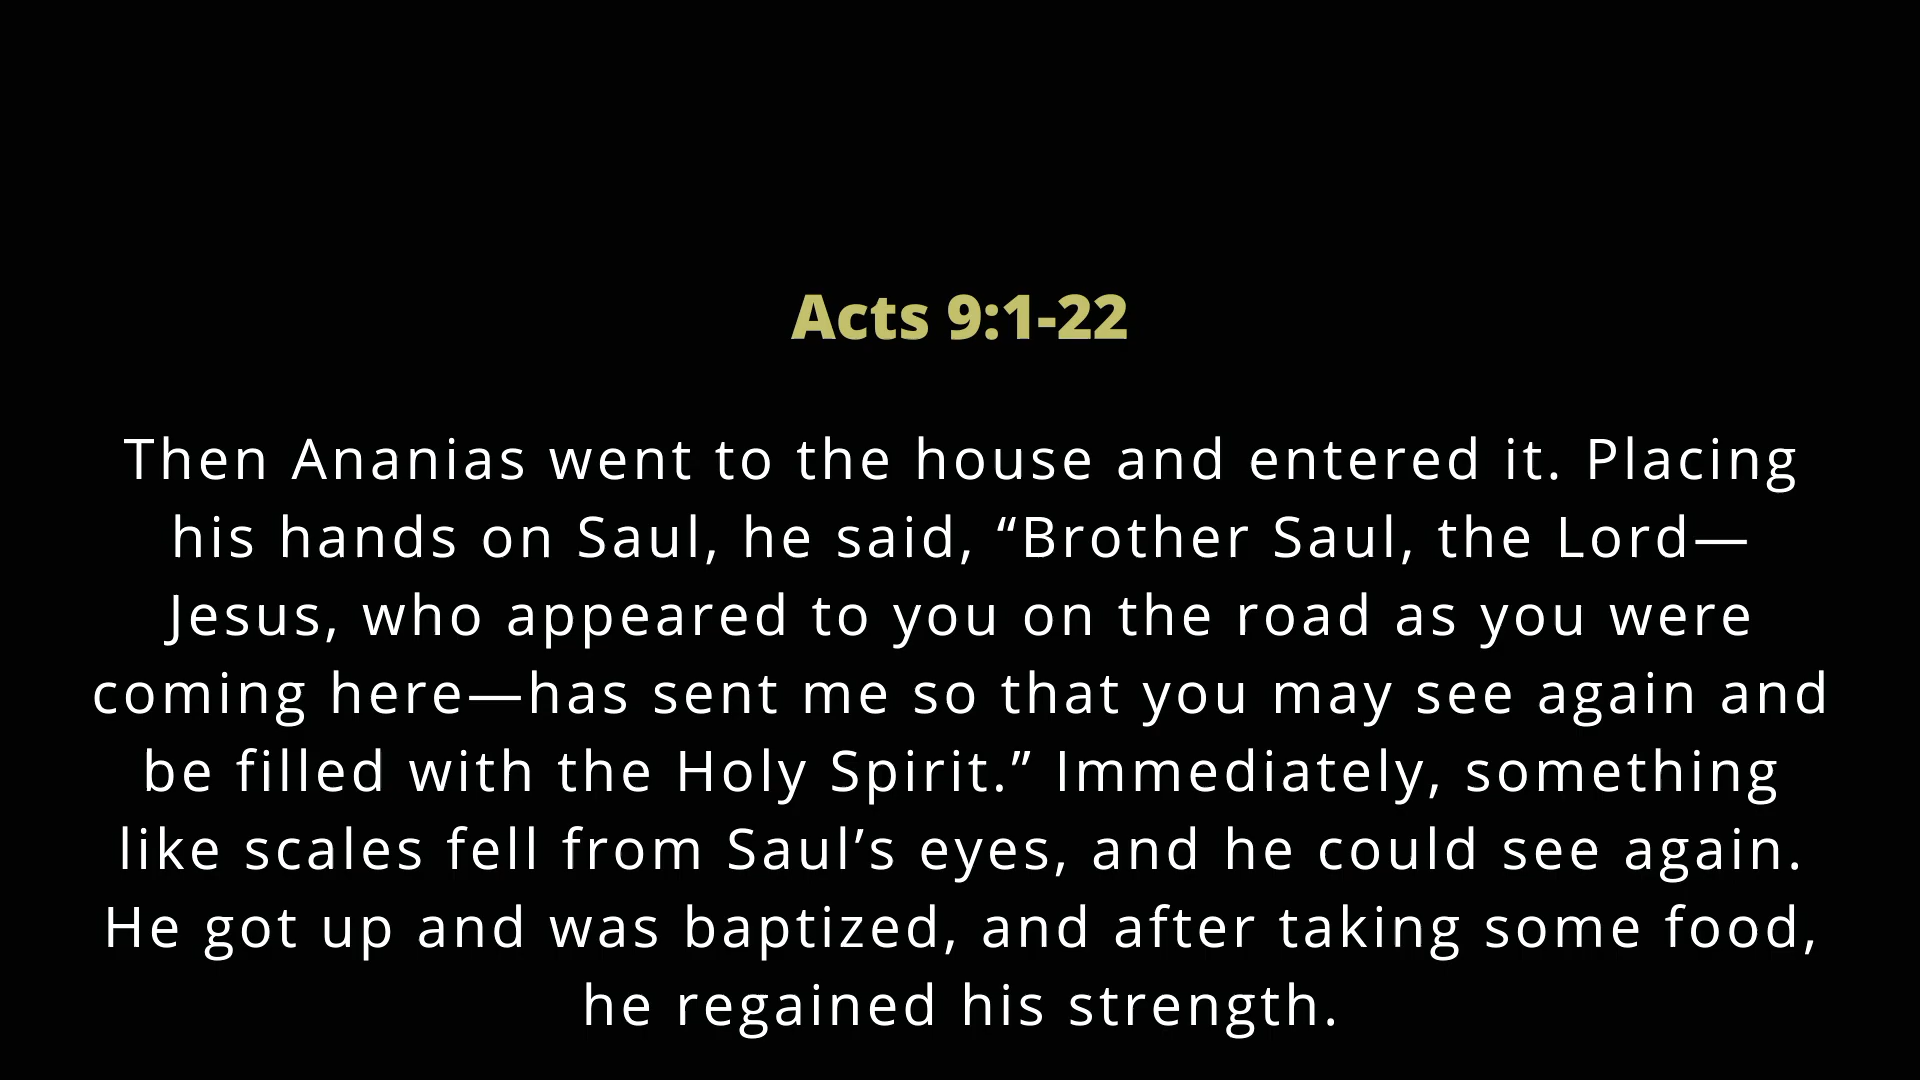 Acts 9:1-22
Then Ananias went to the house and entered it. Placing
his hands on Saul, he said, “Brother Saul, the Lord—
Jesus, who appeared to you on the road as you were
coming here—has sent me so that you may see again and
be filled with the Holy Spirit.” Immediately, something
like scales fell from Saul’s eyes, and he could see again.
He got up and was baptized, and after taking some food,
he regained his strength.